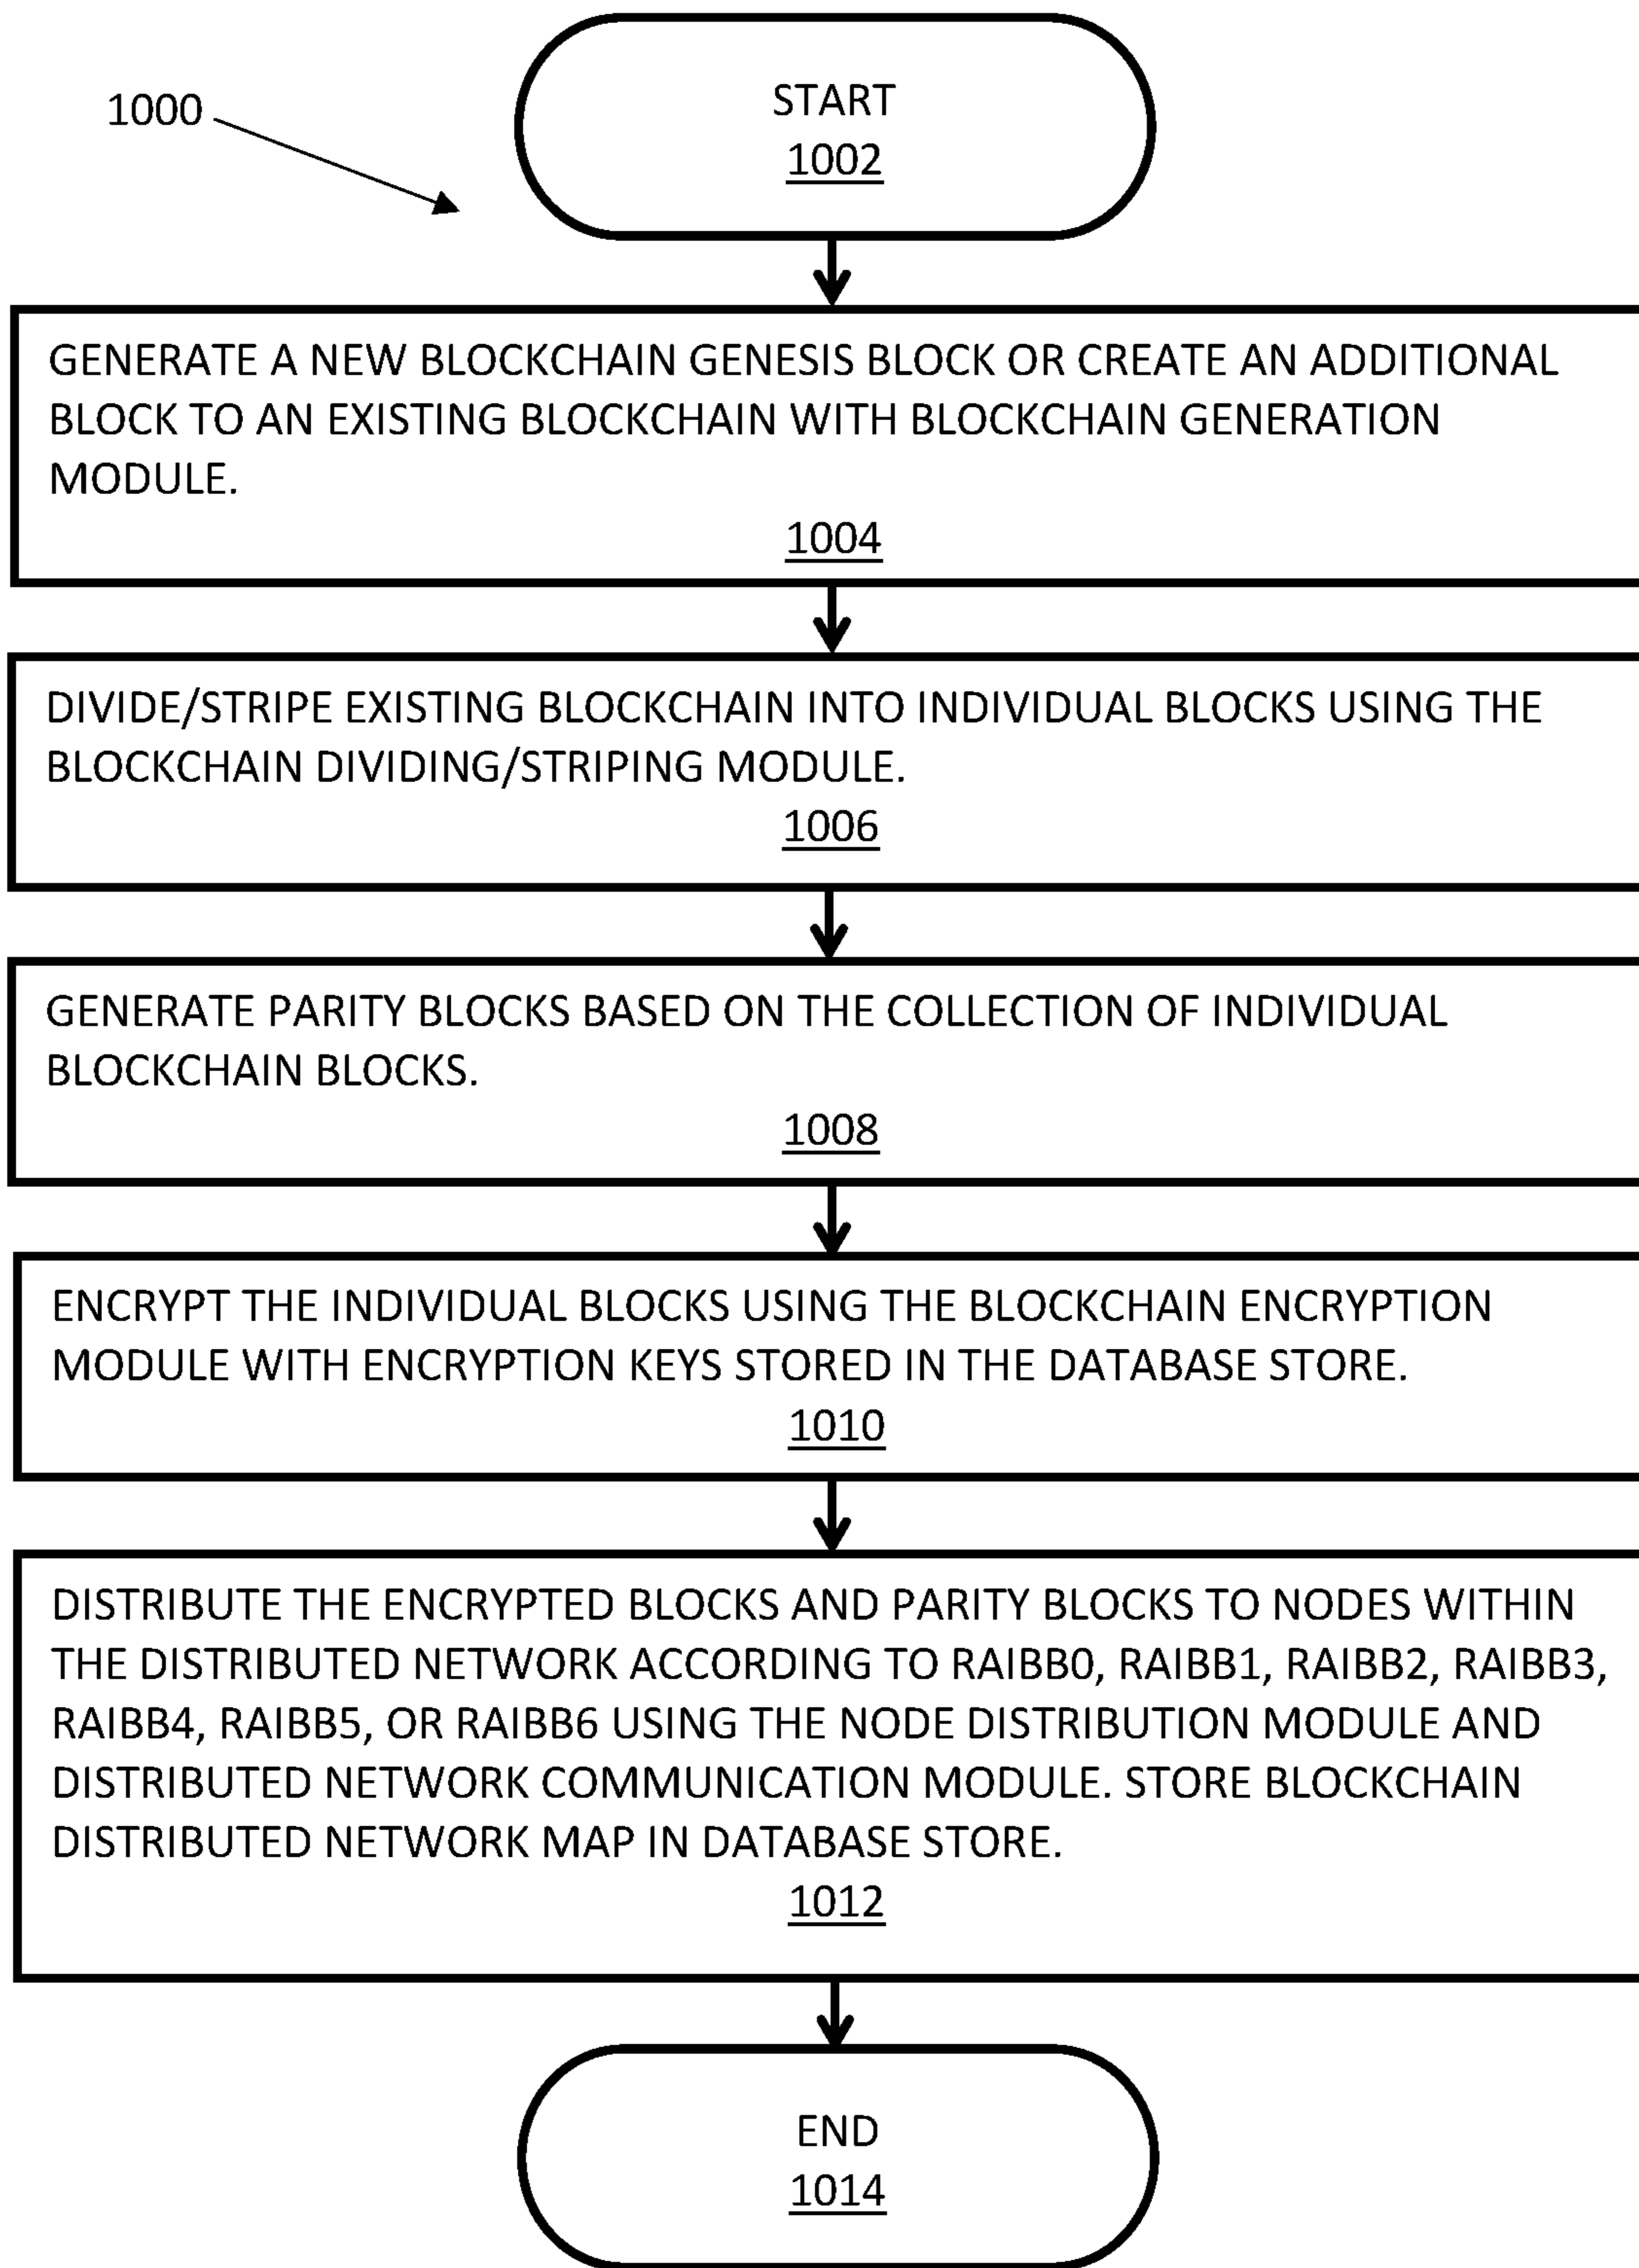 START
1000
1002
GENERATE A NEW BLOCKCHAIN GENESIS BLOCK OR CREATE AN ADDITIONAL
BLOCK TO AN EXISTING BLOCKCHAIN WITH BLOCKCHAIN GENERATION
MODULE.
1004
DIVIDE/STRIPE EXISTING BLOCKCHAIN INTO INDIVIDUAL BLOCKS USING THE
BLOCKCHAIN DIVIDING/STRIPING MODULE.
1006
GENERATE PARITY BLOCKS BASED ON THE COLLECTION OF INDIVIDUAL
BLOCKCHAIN BLOCKS.
1008
ENCRYPT THE INDIVIDUAL BLOCKS USING THE BLOCKCHAIN ENCRYPTION
MODULE WITH ENCRYPTION KEYS STORED IN THE DATABASE STORE.
1010
DISTRIBUTE THE ENCRYPTED BLOCKS AND PARITY BLOCKS TO NODES WITHIN
THE DISTRIBUTED NETWORK ACCORDING TO RAIBB0, RAIBB1, RAIBB2, RAIBB3,
RAIBB4, RAIBB5, OR RAIBB6 USING THE NODE DISTRIBUTION MODULE AND
DISTRIBUTED NETWORK COMMUNICATION MODULE. STORE BLOCKCHAIN
DISTRIBUTED NETWORK MAP IN DATABASE STORE.
1012
END
1014